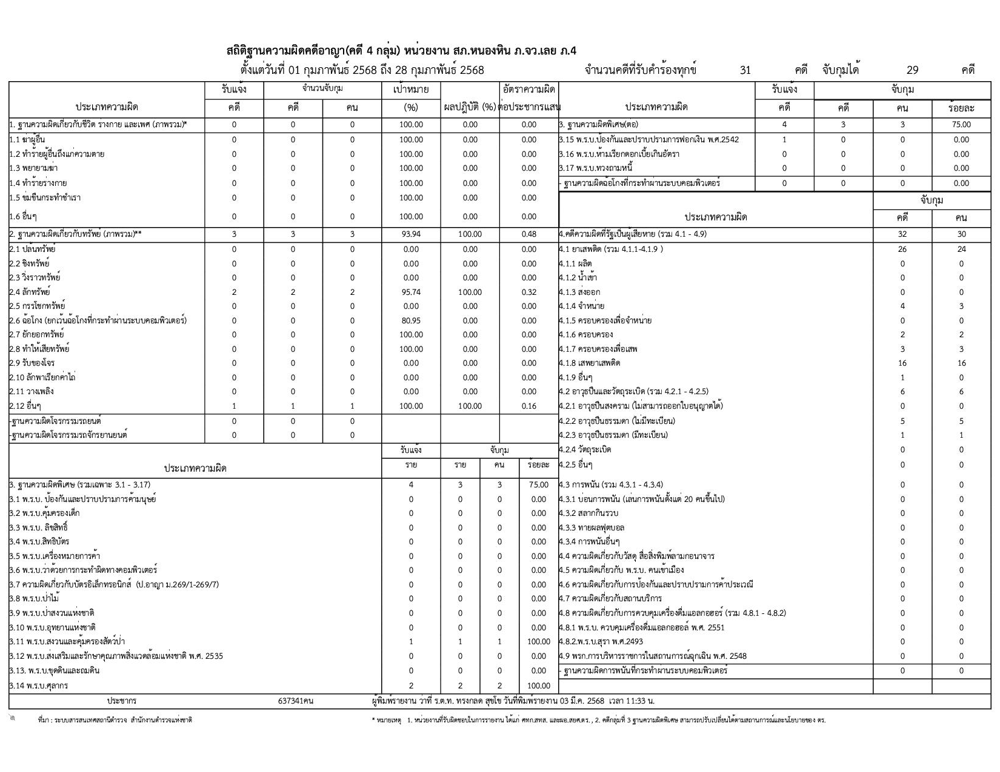 สถิติฐานความผิดคดีอาญา(คดี 4 กลุ่ม) หน่วยงาน สภ.หนองหิน ภ.จว.เลย ภ.4
ตั้งแต่วันที่ 01 กุมภาพันธ์ 2568 ถึง 28 กุมภาพันธ์ 2568 จำนวนคดีที่รับคำร้องทุกข์ 31 คดี จับกุมได้ 29 คดี
ประเภทความผิด รับแจ้ง จำนวนจับกุม เป้าหมาย ผลปฎิบัติ (%) อัตราความผิด
คดี คดี คน (%) ต่อประชากรแสน
1. ฐานความผิดเกี่ยวกับชีวิต ร่างกาย และเพศ (ภาพรวม)* 0 0 0 100.00 0.00 0.00
1.1 ฆ่าผู้อื่น 0 0 0 100.00 0.00 0.00
1.2 ทำร้ายผู้อื่นถึงแก่ความตาย 0 0 0 100.00 0.00 0.00
1.3 พยายามฆ่า 0 0 0 100.00 0.00 0.00
1.4 ทำร้ายร่างกาย 0 0 0 100.00 0.00 0.00
1.5 ข่มขืนกระทำชำเรา 0 0 0 100.00 0.00 0.00
1.6 อื่นๆ 0 0 0 100.00 0.00 0.00
2. ฐานความผิดเกี่ยวกับทรัพย์ (ภาพรวม)** 3 3 3 93.94 100.00 0.48
2.1 ปล้นทรัพย์ 0 0 0 0.00 0.00 0.00
2.2 ชิงทรัพย์ 0 0 0 0.00 0.00 0.00
2.3 วิ่งราวทรัพย์ 0 0 0 0.00 0.00 0.00
2.4 ลักทรัพย์ 2 2 2 95.74 100.00 0.32
2.5 กรรโชกทรัพย์ 0 0 0 0.00 0.00 0.00
2.6 ฉ้อโกง (ยกเว้นฉ้อโกงที่กระทำผ่านระบบคอมพิวเตอร์) 0 0 0 80.95 0.00 0.00
2.7 ยักยอกทรัพย์ 0 0 0 100.00 0.00 0.00
2.8 ทำให้เสียทรัพย์ 0 0 0 100.00 0.00 0.00
2.9 รับของโจร 0 0 0 0.00 0.00 0.00
2.10 ลักพาเรียกค่าไถ่ 0 0 0 0.00 0.00 0.00
2.11 วางเพลิง 0 0 0 0.00 0.00 0.00
2.12 อื่นๆ 1 1 1 100.00 100.00 0.16
-ฐานความผิดโจรกรรมรถยนต์ 0 0 0
-ฐานความผิดโจรกรรมรถจักรยานยนต์ 0 0 0
ประเภทความผิด รับแจ้ง จับกุม
ราย ราย คน ร้อยละ
3. ฐานความผิดพิเศษ (รวมเฉพาะ 3.1 - 3.17) 4 3 3 75.00
3.1 พ.ร.บ. ป้องกันและปราบปรามการค้ามนุษย์ 0 0 0 0.00
3.2 พ.ร.บ.คุ้มครองเด็ก 0 0 0 0.00
3.3 พ.ร.บ. ลิขสิทธิ์ 0 0 0 0.00
3.4 พ.ร.บ.สิทธิบัตร 0 0 0 0.00
3.5 พ.ร.บ.เครื่องหมายการค้า 0 0 0 0.00
3.6 พ.ร.บ.ว่าด้วยการกระทำผิดทางคอมพิวเตอร์ 0 0 0 0.00
3.7 ความผิดเกี่ยวกับบัตรอิเล็กทรอนิกส์ (ป.อาญา ม.269/1-269/7) 0 0 0 0.00
3.8 พ.ร.บ.ป่าไม้ 0 0 0 0.00
3.9 พ.ร.บ.ป่าสงวนแห่งชาติ 0 0 0 0.00
3.10 พ.ร.บ.อุทยานแห่งชาติ 0 0 0 0.00
3.11 พ.ร.บ.สงวนและคุ้มครองสัตว์ป่า 1 1 1 100.00
3.12 พ.ร.บ.ส่งเสริมและรักษาคุณภาพสิ่งแวดล้อมแห่งชาติ พ.ศ. 2535 0 0 0 0.00
3.13. พ.ร.บ.ขุดดินและถมดิน 0 0 0 0.00
3.14 พ.ร.บ.ศุลากร 2 2 2 100.00
ประเภทความผิด รับแจ้ง จับกุม
คดี คดี คน ร้อยละ
3. ฐานความผิดพิเศษ(ต่อ) 4 3 3 75.00
3.15 พ.ร.บ.ป้องกันและปราบปรามการฟอกเงิน พ.ศ.2542 1 0 0 0.00
3.16 พ.ร.บ.ห้ามเรียกดอกเบี้ยเกินอัตรา 0 0 0 0.00
3.17 พ.ร.บ.ทวงถามหนี้ 0 0 0 0.00
- ฐานความผิดฉ้อโกงที่กระทำผ่านระบบคอมพิวเตอร์ 0 0 0 0.00
ประเภทความผิด จับกุม
คดี คน
4.คดีความผิดที่รัฐเป็นผู้เสียหาย (รวม 4.1 - 4.9) 32 30
4.1 ยาเสพติด (รวม 4.1.1-4.1.9 ) 26 24
4.1.1 ผลิต 0 0
4.1.2 นำเข้า 0 0
4.1.3 ส่งออก 0 0
4.1.4 จำหน่าย 4 3
4.1.5 ครอบครองเพื่อจำหน่าย 0 0
4.1.6 ครอบครอง 2 2
4.1.7 ครอบครองเพื่อเสพ 3 3
4.1.8 เสพยาเสพติด 16 16
4.1.9 อื่นๆ 1 0
4.2 อาวุธปืนและวัตถุระเบิด (รวม 4.2.1 - 4.2.5) 6 6
4.2.1 อาวุธปืนสงคราม (ไม่สามารถออกใบอนุญาตได้) 0 0
4.2.2 อาวุธปืนธรรมดา (ไม่มีทะเบียน) 5 5
4.2.3 อาวุธปืนธรรมดา (มีทะเบียน) 1 1
4.2.4 วัตถุระเบิด 0 0
4.2.5 อื่นๆ 0 0
4.3 การพนัน (รวม 4.3.1 - 4.3.4) 0 0
4.3.1 บ่อนการพนัน (เล่นการพนันตั้งแต่ 20 คนขึ้นไป) 0 0
4.3.2 สลากกินรวบ 0 0
4.3.3 ทายผลฟุตบอล 0 0
4.3.4 การพนันอื่นๆ 0 0
4.4 ความผิดเกี่ยวกับวัสดุ สื่อสิ่งพิมพ์ลามกอนาจาร 0 0
4.5 ความผิดเกี่ยวกับ พ.ร.บ. คนเข้าเมือง 0 0
4.6 ความผิดเกี่ยวกับการป้องกันและปราบปรามการค้าประเวณี 0 0
4.7 ความผิดเกี่ยวกับสถานบริการ 0 0
4.8 ความผิดเกี่ยวกับการควบคุมเครื่องดื่มแอลกอฮอร์ (รวม 4.8.1 - 4.8.2) 0 0
4.8.1 พ.ร.บ. ควบคุมเครื่องดื่มแอลกอฮอล์ พ.ศ. 2551 0 0
4.8.2.พ.ร.บ.สุรา พ.ศ.2493 0 0
4.9 พรก.การบริหารราชการในสถานการณ์ฉุกเฉิน พ.ศ. 2548 0 0
- ฐานความผิดการพนันที่กระทำผ่านระบบคอมพิวเตอร์ 0 0
ประชากร 637341คน ผู้พิมพ์รายงาน ว่าที่ ร.ต.ท. ทรงกลด สุขโข วันที่พิมพ์รายงาน 03 มี.ค. 2568 เวลา 11:33 น.
ที่มา : ระบบสารสนเทศสถานีตำรวจ สำนักงานตำรวจแห่งชาติ * หมายเหตุ 1. หน่วยงานที่รับผิดชอบในการรายงาน ได้แก่ ศทก.สทส. และผอ.สยศ.ตร. , 2. คดีกลุ่มที่ 3 ฐานความผิดพิเศษ สามารถปรับเปลี่ยนได้ตามสถานการณ์และนโยบายของ ตร.